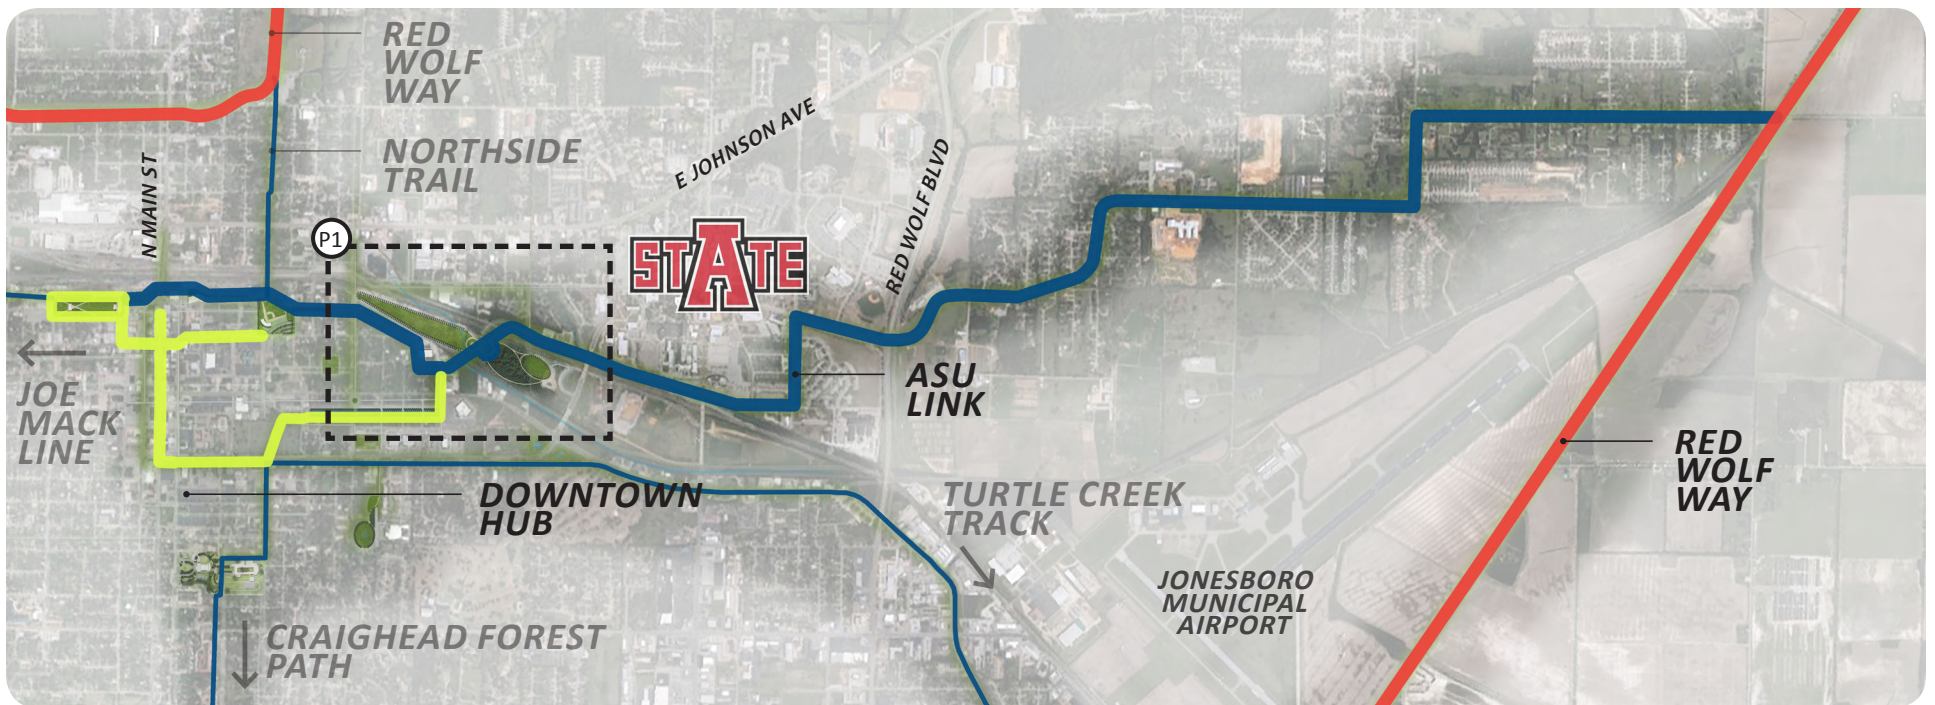 RED
WOLF
WAY
NORTHSIDE
TRAIL
N MAIN ST
E JOHNSON AVE
RED WOLF BLVD
P1
STATE
JOE
MACK
LINE
ASU
LINK
RED
WOLF
WAY
DOWNTOWN
HUB
TURTLE CREEK
TRACK
JONESBORO
MUNICIPAL
AIRPORT
CRAIGHEAD FOREST
PATH